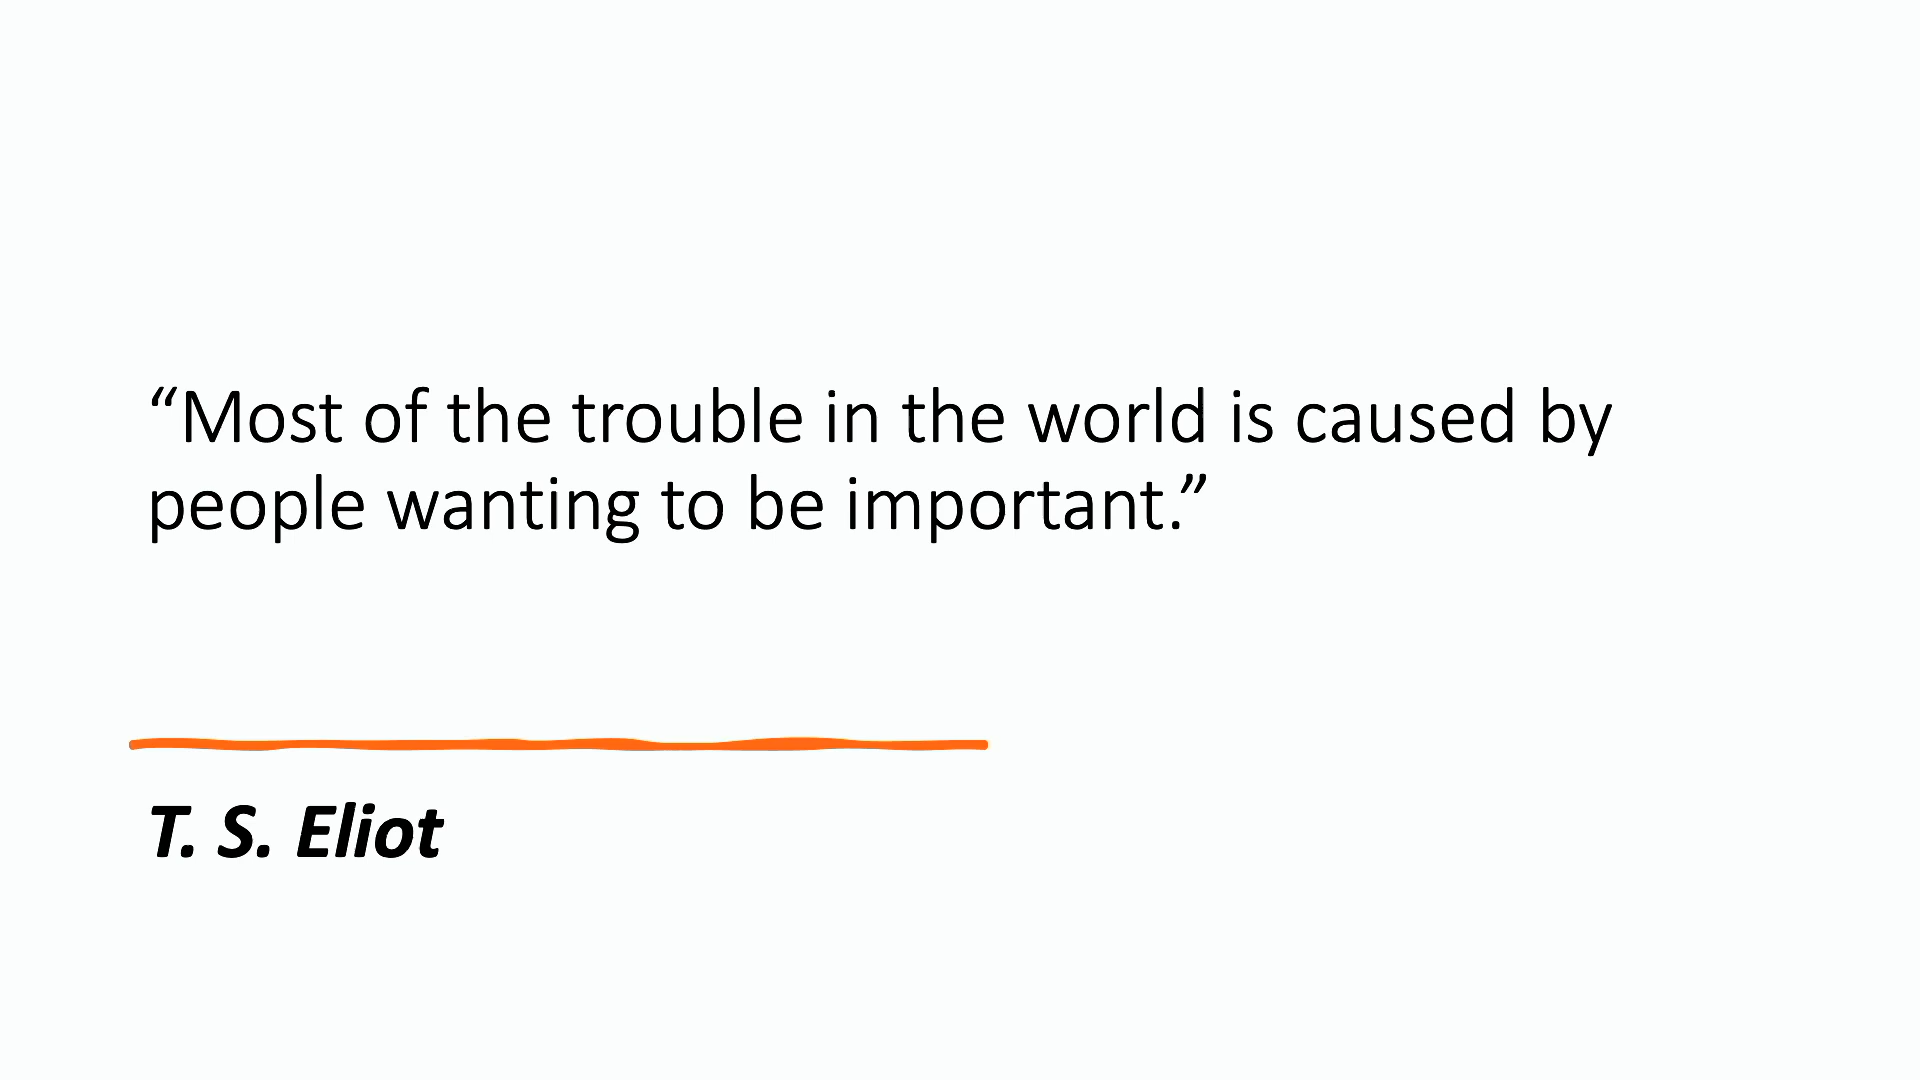 “Most of the trouble in the world is caused by
people wanting to be important.”
T. S. Eliot